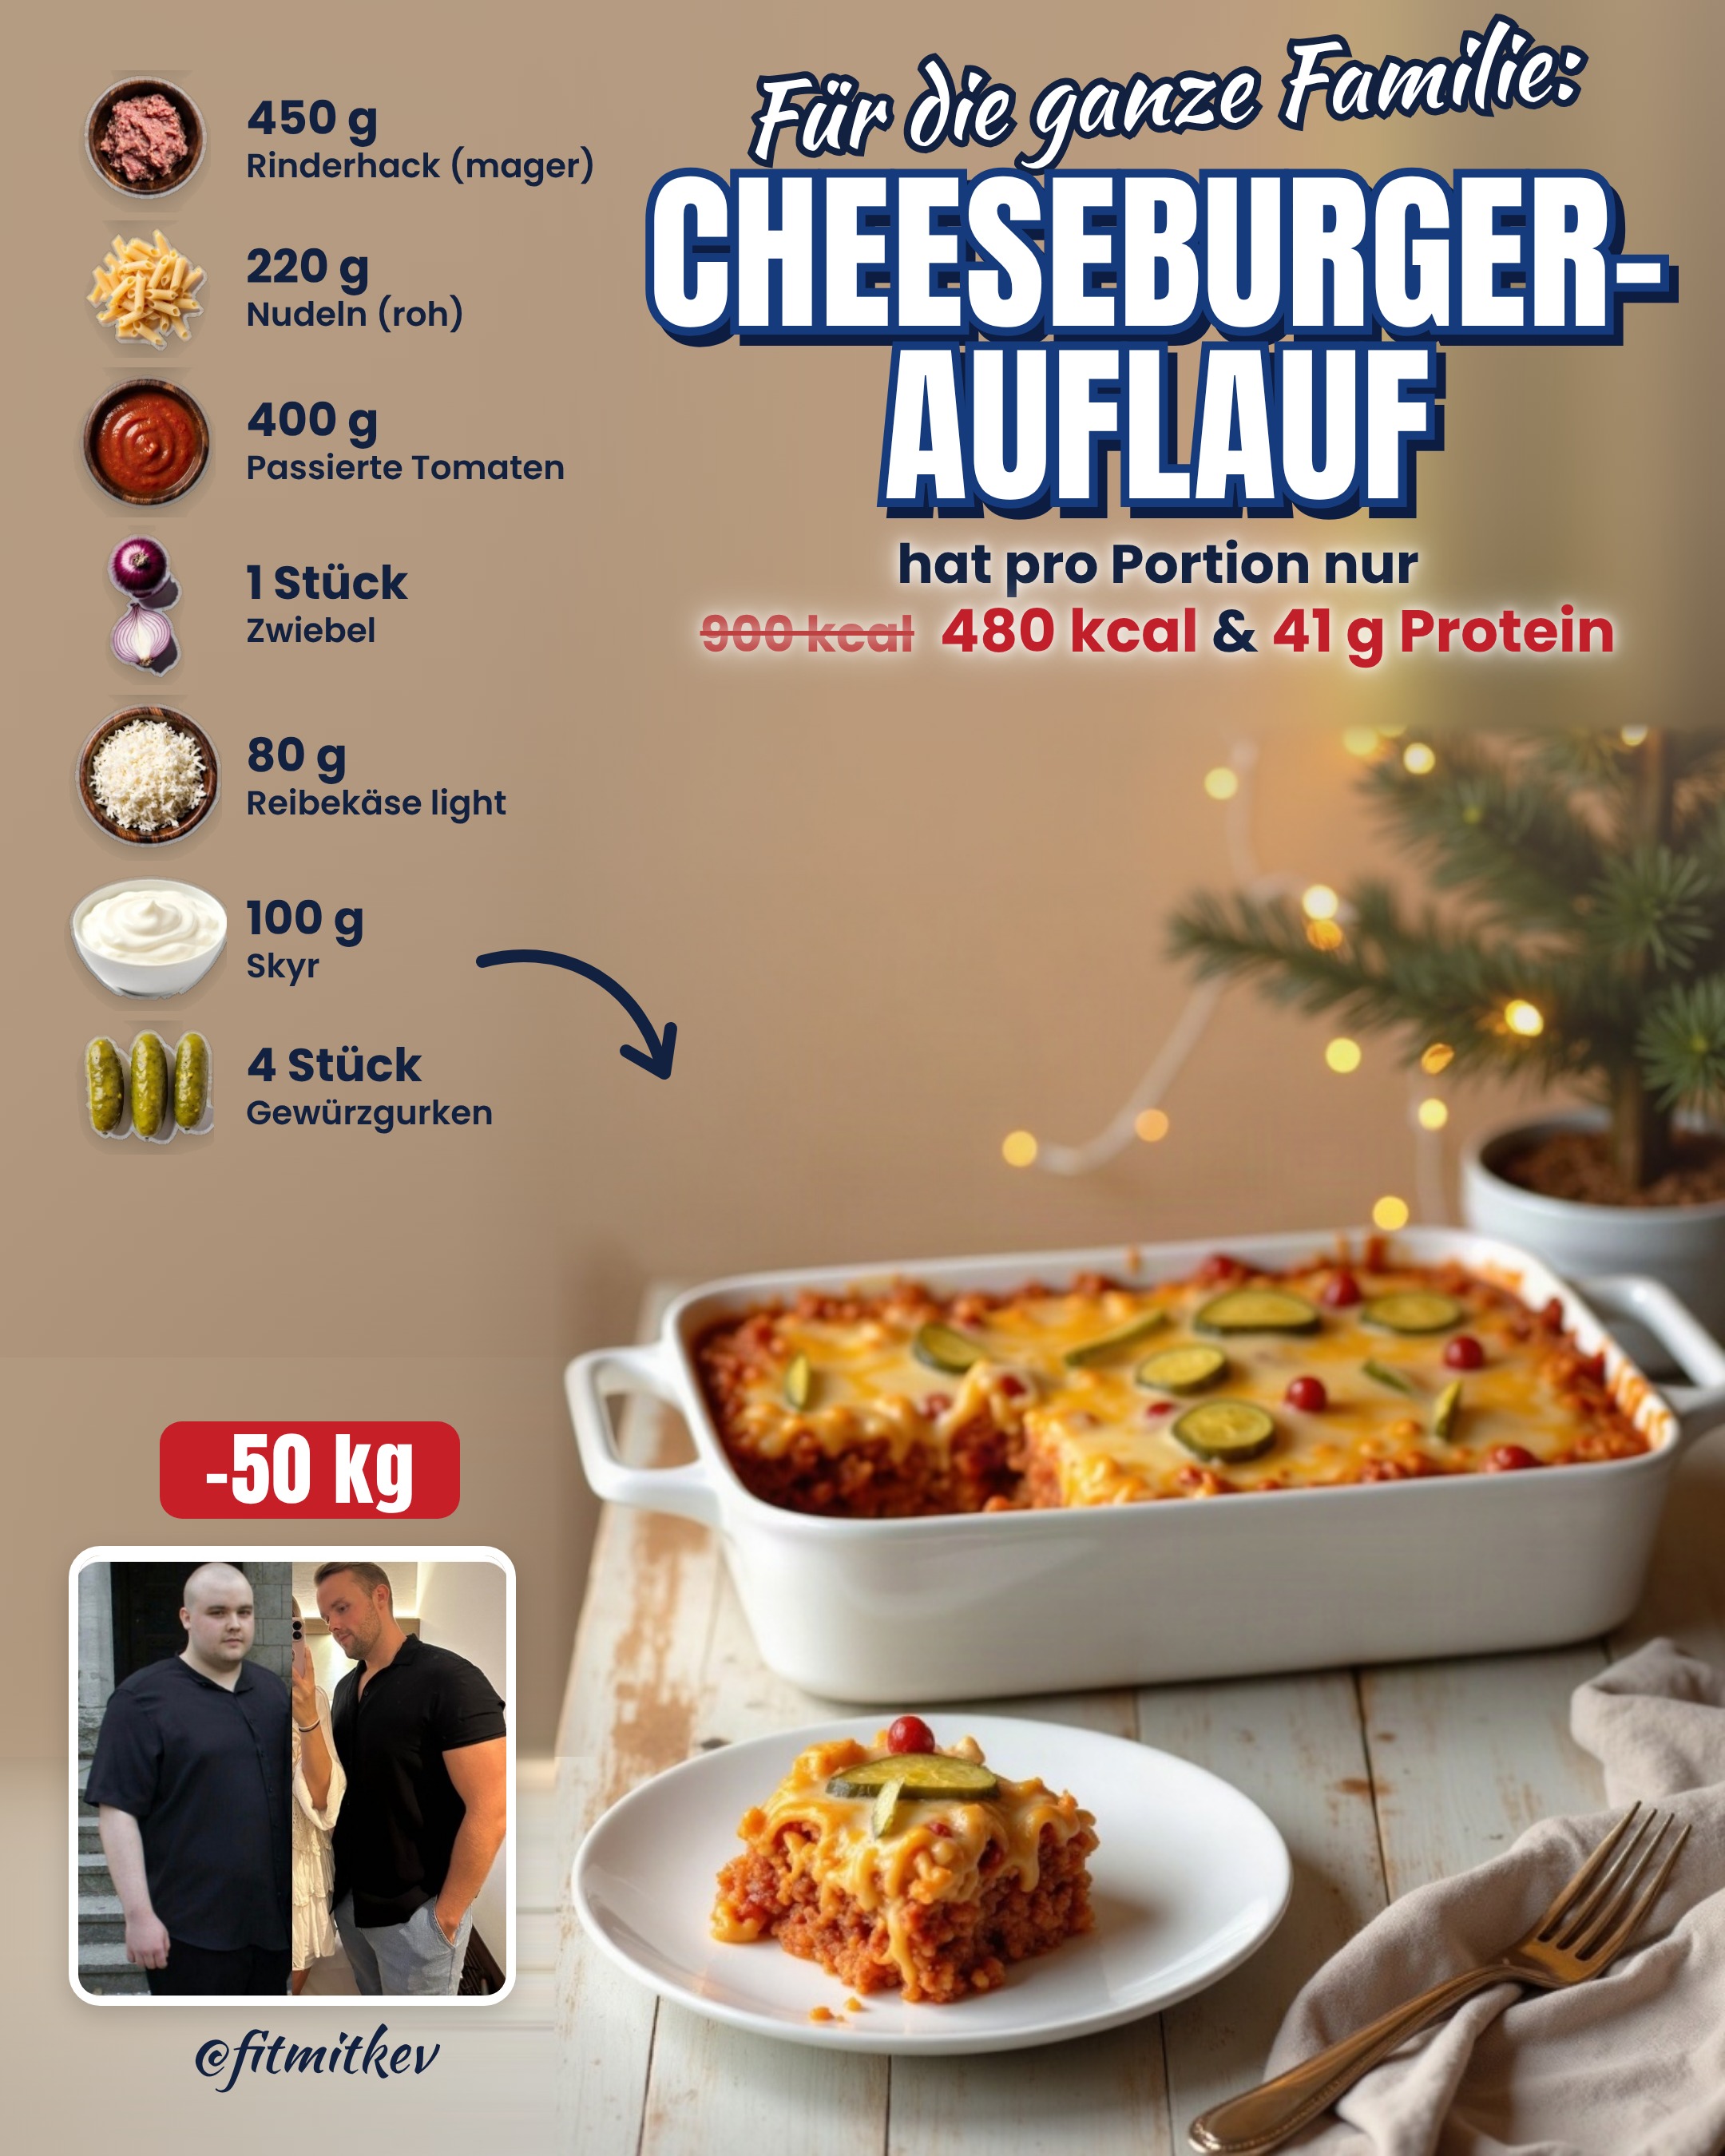 Für die ganze Familie:
CHEESEBURGER-
AUFLAUF
hat pro Portion nur
900 kcal 480 kcal & 41 g Protein
450 g
Rinderhack (mager)
220 g
Nudeln (roh)
400 g
Passierte Tomaten
1 Stück
Zwiebel
80 g
Reibekäse light
100 g
Skyr
4 Stück
Gewürzgurken
-50 kg
@fitmitkev